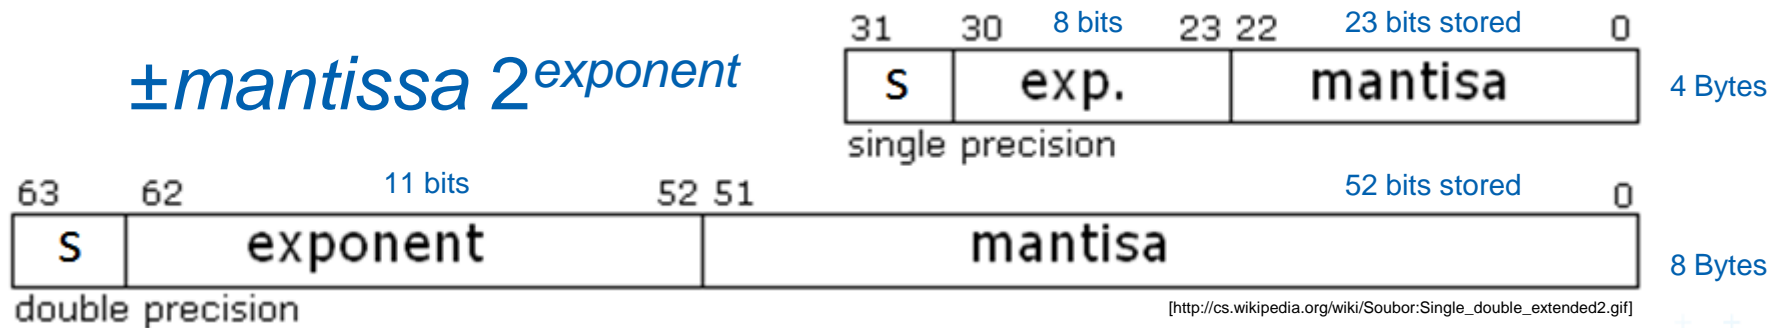 31 30 8 bits 23 22 23 bits stored 0
±mantissa 2exponent
s exp. mantisa 4 Bytes
single precision
63 62 11 bits 52 51 52 bits stored 0
s exponent mantisa 8 Bytes
double precision
[http://cs.wikipedia.org/wiki/Soubor:Single_double_extended2.gif]